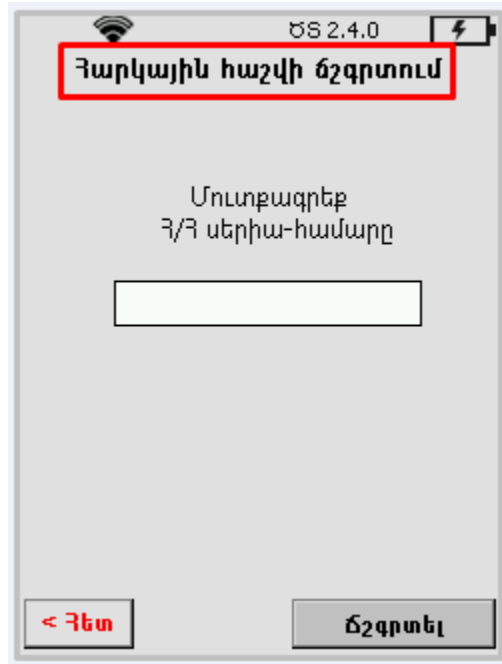 ԾՏ 2.4.0
Հարկային հաշվի ճշգրտում
Մուտքագրեք
Հ/Հ սերիա-համարը
< Հետ
Ճշգրտել